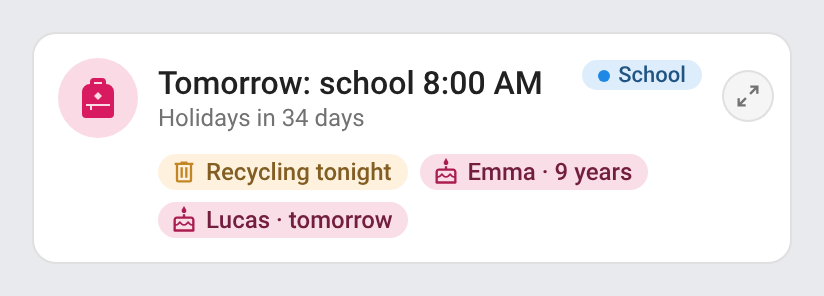 Tomorrow: school 8:00 AM
School
Holidays in 34 days
Recycling tonight
Emma · 9 years
Lucas · tomorrow